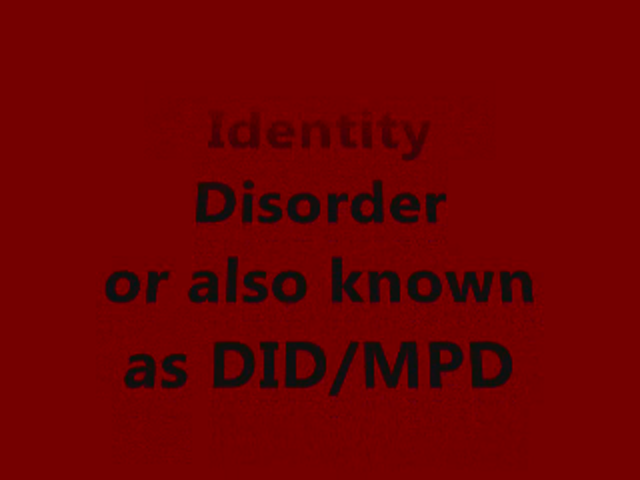 Identity
Disorder
or also known
as DID/MPD